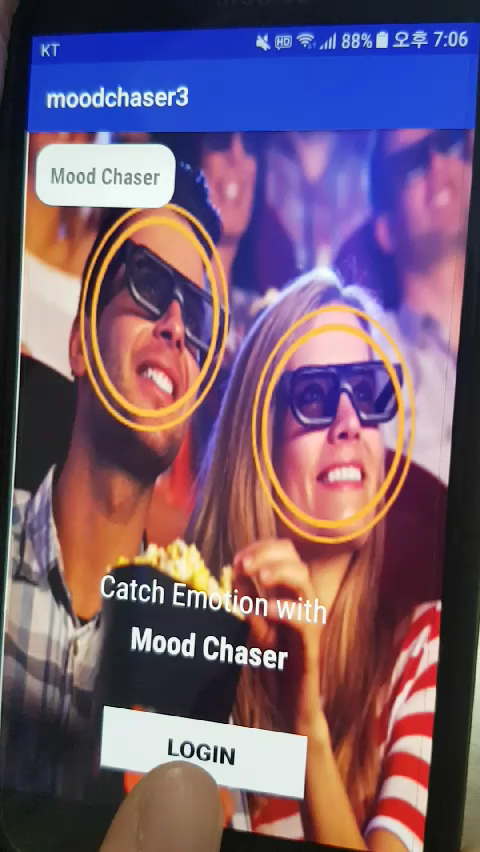 KT HD 88% 오후 7:06
moodchaser3
Mood Chaser
Catch Emotion with
Mood Chaser
LOGIN